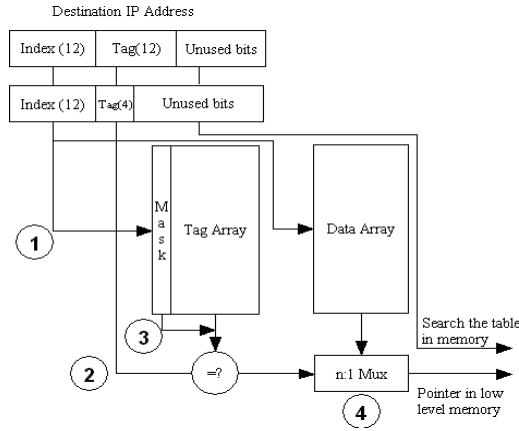 Destination IP Address
Index (12) Tag(12) Unused bits
Index (12) Tag(4) Unused bits
Mask
Tag Array
Data Array
1
3
2
=?
n:1 Mux
4
Search the table
in memory
Pointer in low
level memory